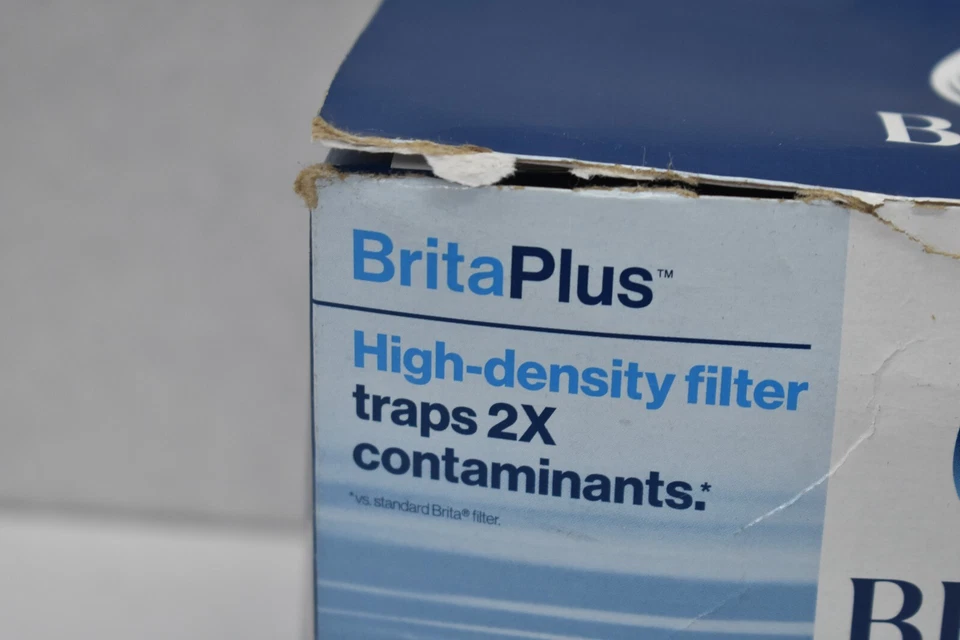 B
BritaPlus™
High-density filter
traps 2X
contaminants.*
*vs. standard Brita® filter.
B